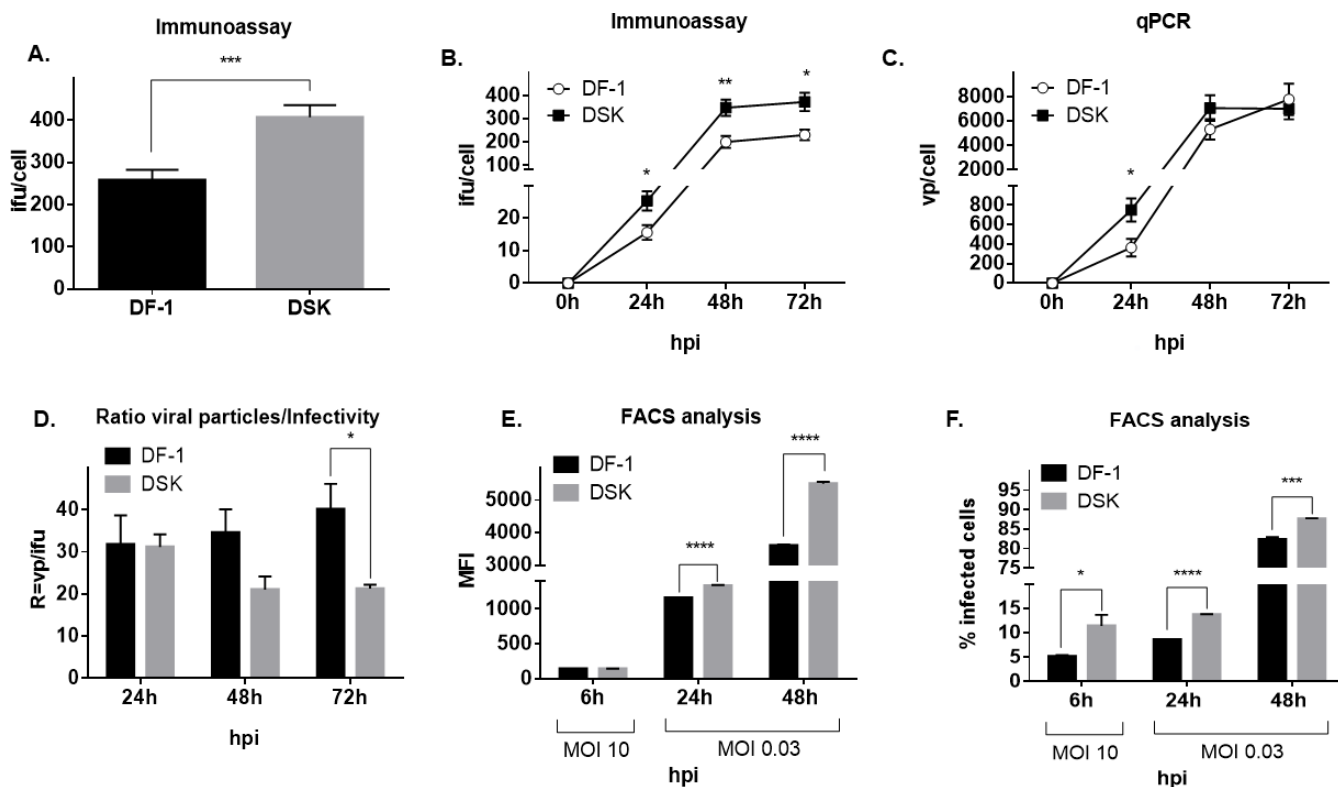 A.
Immunoassay
***
ifu/cell
400
300
200
100
0
DF-1
DSK
B.
Immunoassay
DF-1
DSK
ifu/cell
400
300
200
100
20
10
0
*
**
*
0h
24h
48h
72h
hpi
C.
qPCR
DF-1
DSK
vp/cell
8000
6000
4000
2000
800
600
400
200
0
*
0h
24h
48h
72h
hpi
D.
Ratio viral particles/Infectivity
DF-1
DSK
*
R=vp/ifu
40
30
20
10
0
24h
48h
72h
hpi
E.
FACS analysis
DF-1
DSK
****
****
MFI
5000
4000
3000
2000
1000
500
0
6h
24h
48h
MOI 10
MOI 0.03
hpi
F.
FACS analysis
DF-1
DSK
*
****
***
% infected cells
95
90
85
80
75
15
10
5
0
6h
24h
48h
MOI 10
MOI 0.03
hpi